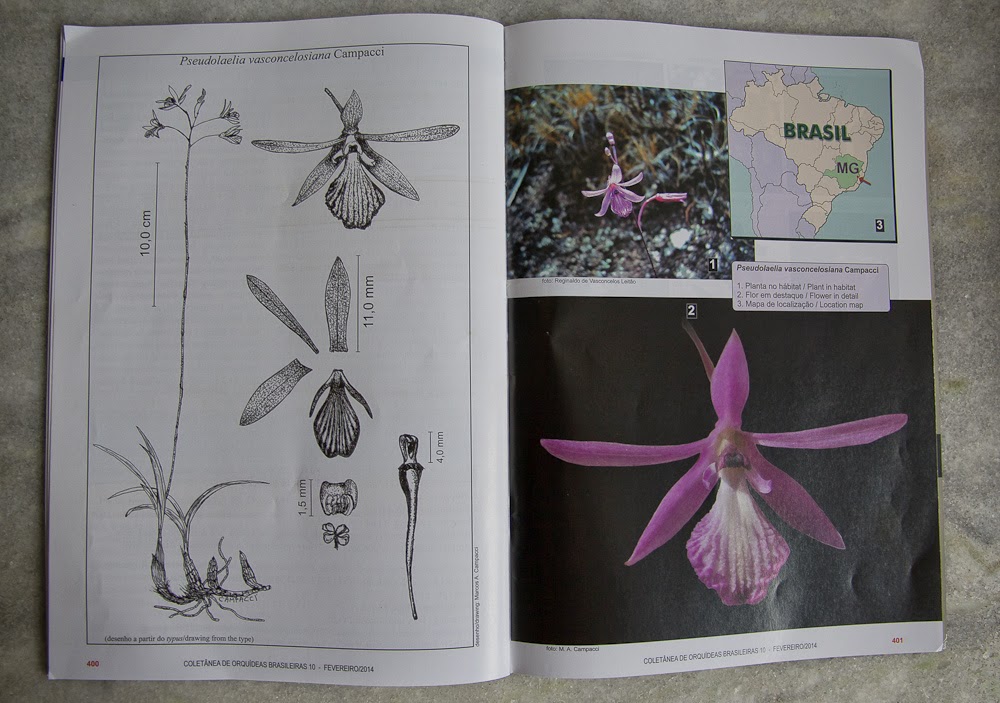 Pseudolaelia vasconcelosiana Campacci
10,0 cm
11,0 mm
4,0 mm
1,5 mm
CAMPACCI
desenho/drawing: Marcos A. Campacci
(desenho a partir do typus/drawing from the type)
400
COLETÂNEA DE ORQUÍDEAS BRASILEIRAS 10 - FEVEREIRO/2014
BRASIL
MG
3
1
foto: Reginaldo de Vasconcelos Leitão
Pseudolaelia vasconcelosiana Campacci
1. Planta no hábitat / Plant in habitat
2. Flor em destaque / Flower in detail
3. Mapa de localização / Location map
2
foto: M. A. Campacci
COLETÂNEA DE ORQUÍDEAS BRASILEIRAS 10 - FEVEREIRO/2014
401